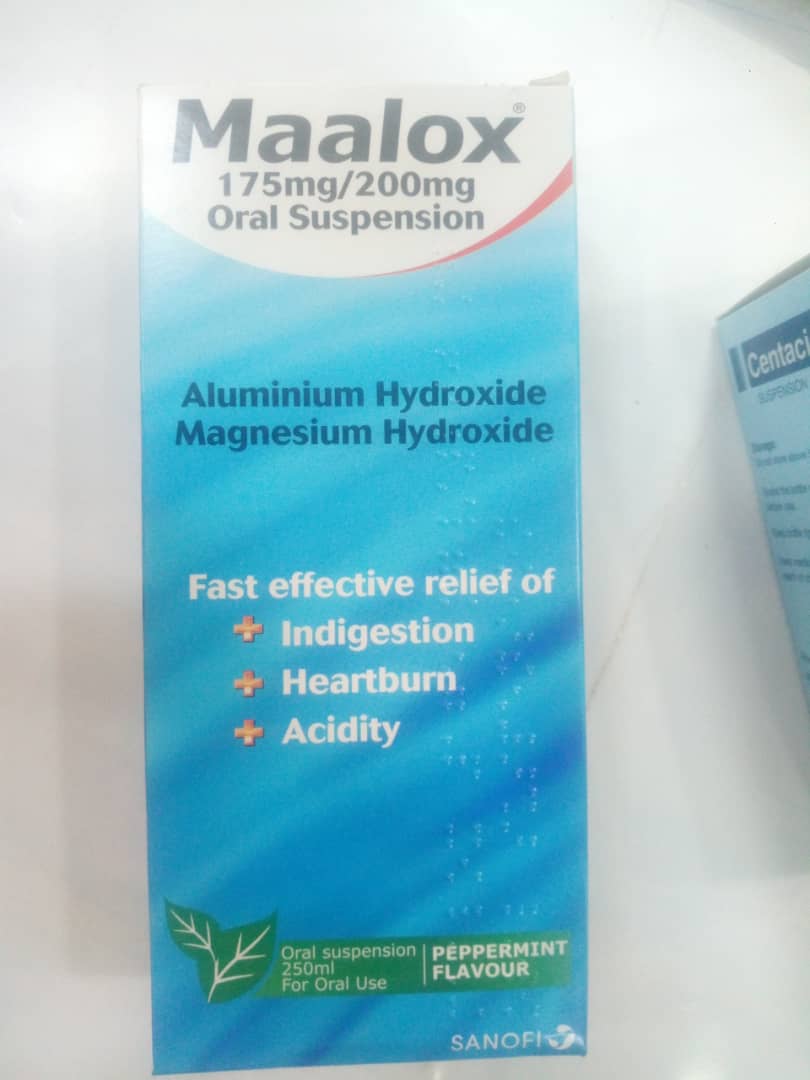 Maalox®
175mg/200mg
Oral Suspension
Aluminium Hydroxide
Magnesium Hydroxide
Fast effective relief of
Indigestion
Heartburn
Acidity
Oral suspension
250ml
For Oral Use
PEPPERMINT
FLAVOUR
SANOFI
Centaci
SUSPENSION